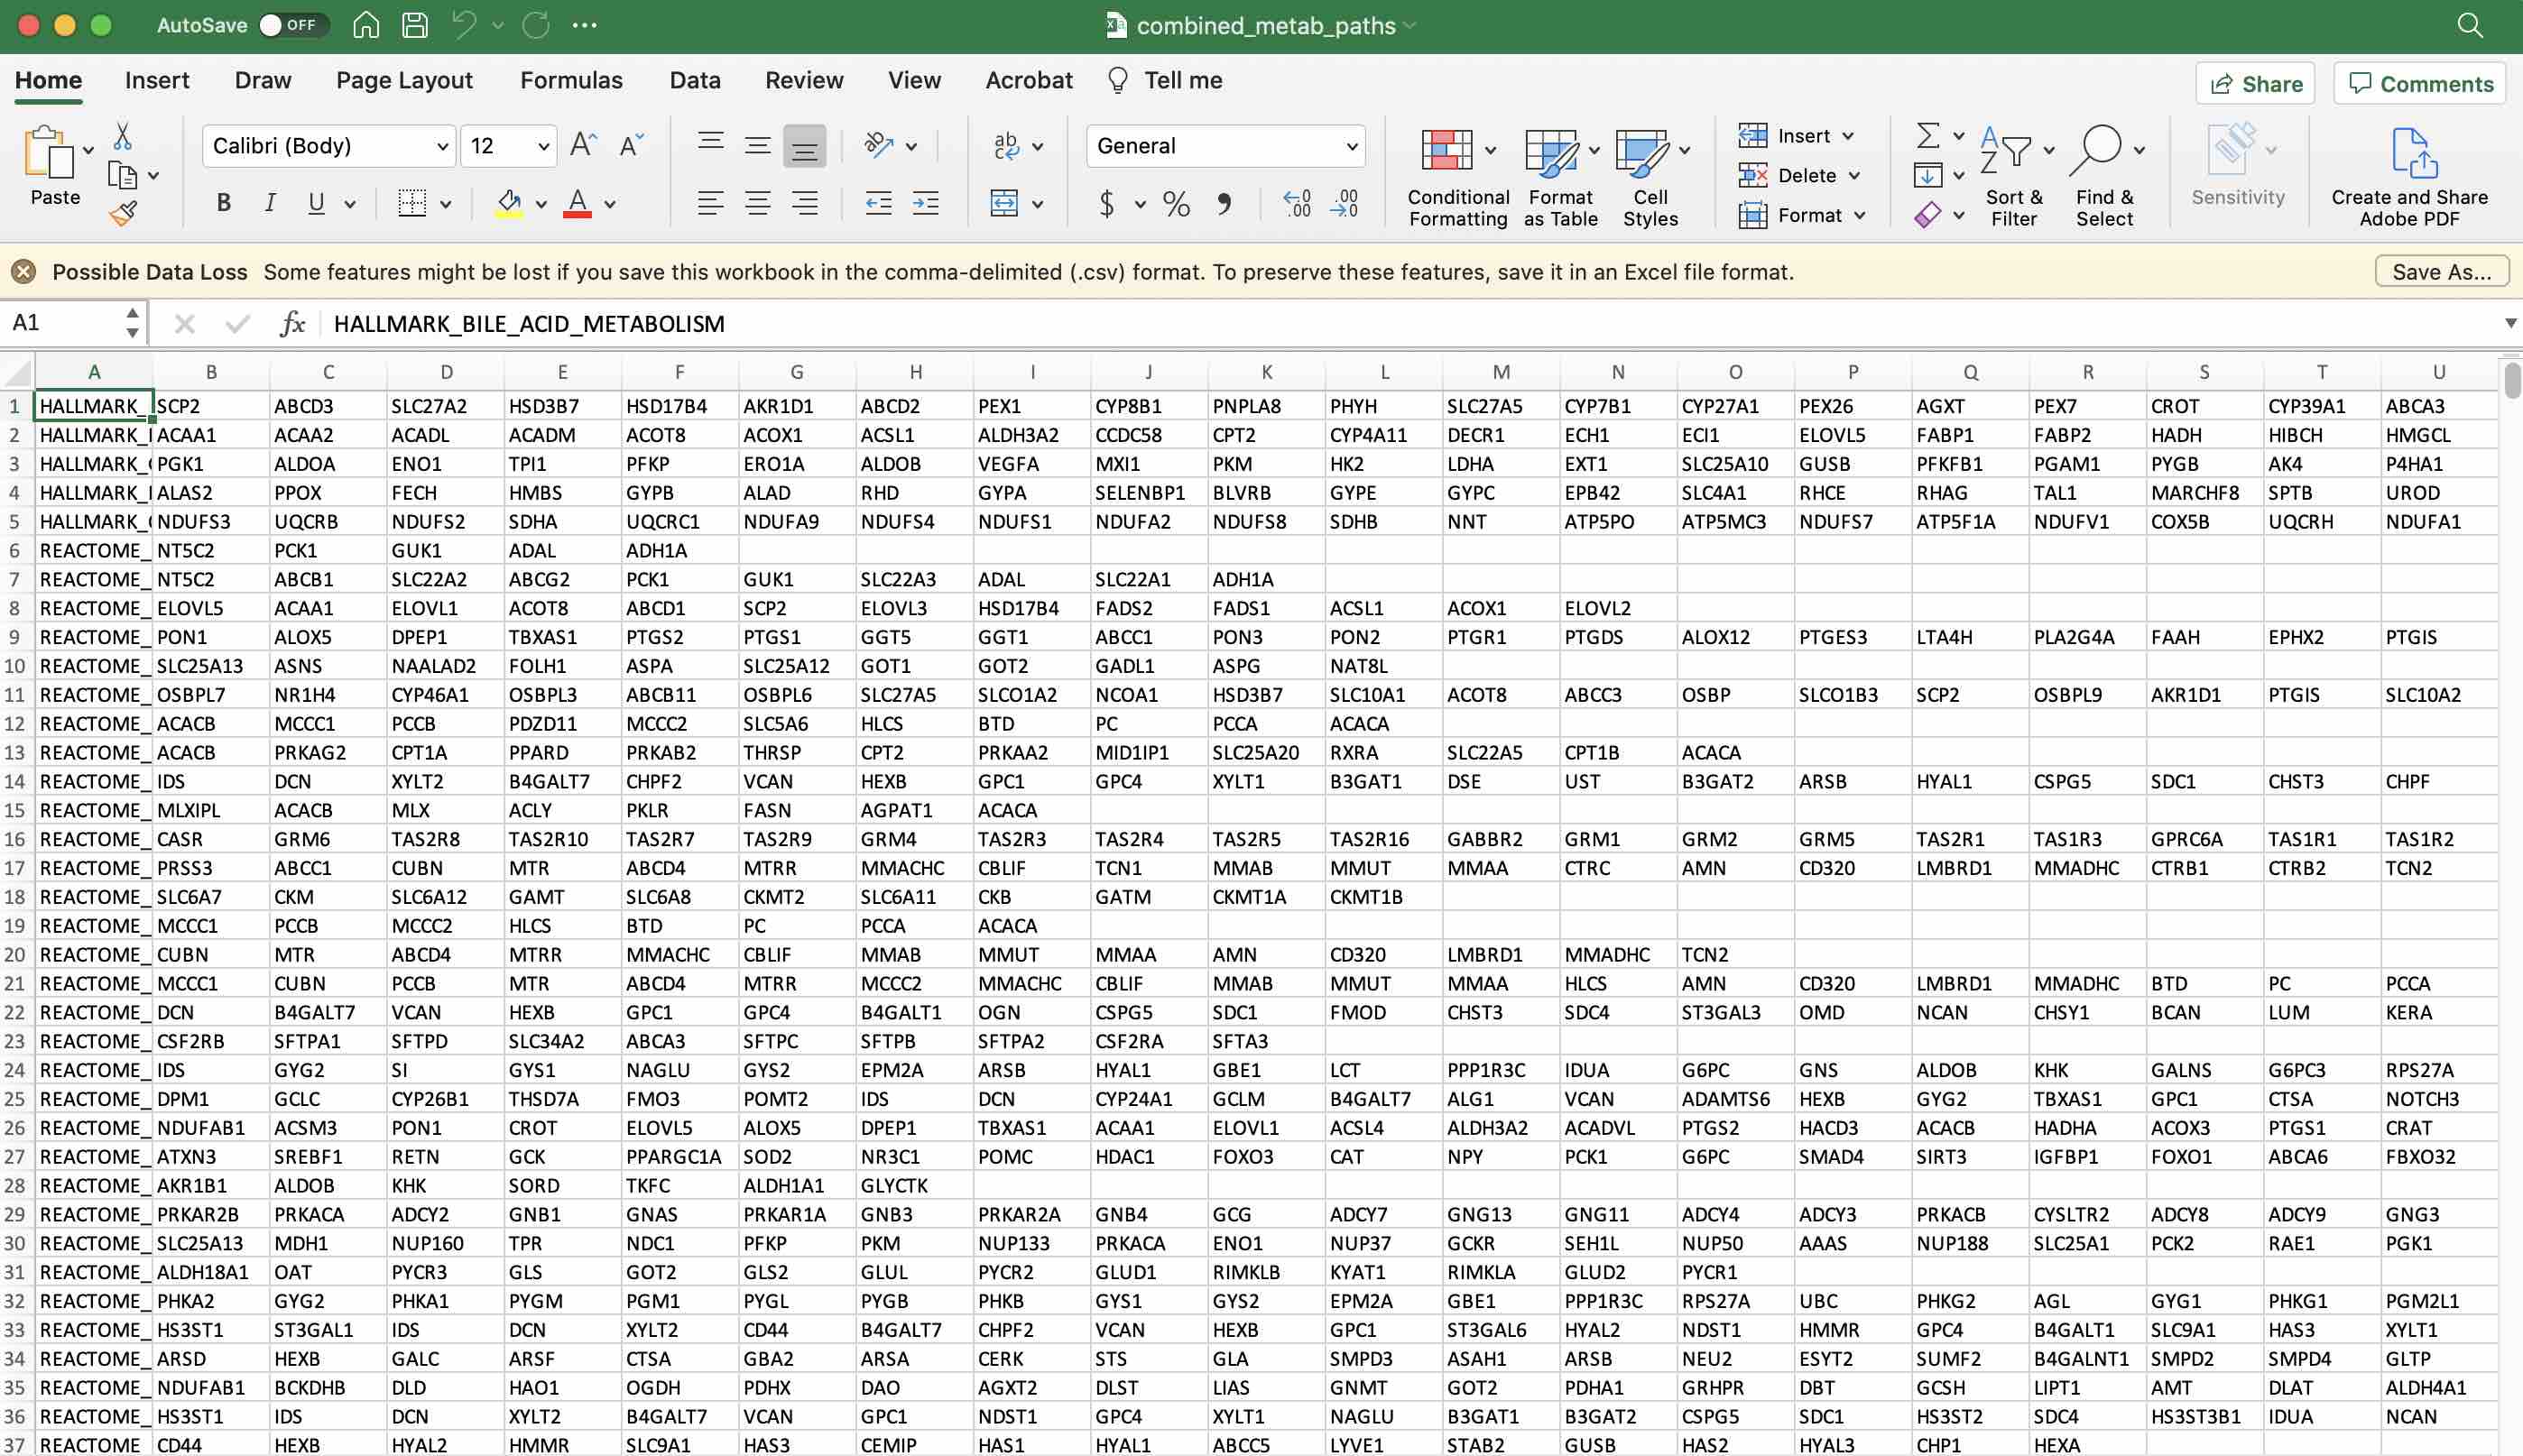 AutoSave OFF combined_metab_paths
Home Insert Draw Page Layout Formulas Data Review View Acrobat Tell me Share Comments
Paste Calibri (Body) 12 General Conditional Formatting Format as Table Cell Styles Insert Delete Format Sort & Filter Find & Select Sensitivity Create and Share Adobe PDF
Possible Data Loss Some features might be lost if you save this workbook in the comma-delimited (.csv) format. To preserve these features, save it in an Excel file format. Save As...
A1 fx HALLMARK_BILE_ACID_METABOLISM
A B C D E F G H I J K L M N O P Q R S T U
1 HALLMARK_ SCP2 ABCD3 SLC27A2 HSD3B7 HSD17B4 AKR1D1 ABCD2 PEX1 CYP8B1 PNPLA8 PHYH SLC27A5 CYP7B1 CYP27A1 PEX26 AGXT PEX7 CROT CYP39A1 ABCA3
2 HALLMARK_ ACAA1 ACAA2 ACADL ACADM ACOT8 ACOX1 ACSL1 ALDH3A2 CCDC58 CPT2 CYP4A11 DECR1 ECH1 ECI1 ELOVL5 FABP1 FABP2 HADH HIBCH HMGCL
3 HALLMARK_ PGK1 ALDOA ENO1 TPI1 PFKP ERO1A ALDOB VEGFA MXI1 PKM HK2 LDHA EXT1 SLC25A10 GUSB PFKFB1 PGAM1 PYGB AK4 P4HA1
4 HALLMARK_ ALAS2 PPOX FECH HMBS GYPB ALAD RHD GYPA SELENBP1 BLVRB GYPE GYPC EPB42 SLC4A1 RHCE RHAG TAL1 MARCHF8 SPTB UROD
5 HALLMARK_ NDUFS3 UQCRB NDUFS2 SDHA UQCRC1 NDUFA9 NDUFS4 NDUFS1 NDUFA2 NDUFS8 SDHB NNT ATP5PO ATP5MC3 NDUFS7 ATP5F1A NDUFV1 COX5B UQCRH NDUFA1
6 REACTOME_ NT5C2 PCK1 GUK1 ADAL ADH1A
7 REACTOME_ NT5C2 ABCB1 SLC22A2 ABCG2 PCK1 GUK1 SLC22A3 ADAL SLC22A1 ADH1A
8 REACTOME_ ELOVL5 ACAA1 ELOVL1 ACOT8 ABCD1 SCP2 ELOVL3 HSD17B4 FADS2 FADS1 ACSL1 ACOX1 ELOVL2
9 REACTOME_ PON1 ALOX5 DPEP1 TBXAS1 PTGS2 PTGS1 GGT5 GGT1 ABCC1 PON3 PON2 PTGR1 PTGDS ALOX12 PTGES3 LTA4H PLA2G4A FAAH EPHX2 PTGIS
10 REACTOME_ SLC25A13 ASNS NAALAD2 FOLH1 ASPA SLC25A12 GOT1 GOT2 GADL1 ASPG NAT8L
11 REACTOME_ OSBPL7 NR1H4 CYP46A1 OSBPL3 ABCB11 OSBPL6 SLC27A5 SLCO1A2 NCOA1 HSD3B7 SLC10A1 ACOT8 ABCC3 OSBP SLCO1B3 SCP2 OSBPL9 AKR1D1 PTGIS SLC10A2
12 REACTOME_ ACACB MCCC1 PCCB PDZD11 MCCC2 SLC5A6 HLCS BTD PC PCCA ACACA
13 REACTOME_ ACACB PRKAG2 CPT1A PPARD PRKAB2 THRSP CPT2 PRKAA2 MID1IP1 SLC25A20 RXRA SLC22A5 CPT1B ACACA
14 REACTOME_ IDS DCN XYLT2 B4GALT7 CHPF2 VCAN HEXB GPC1 GPC4 XYLT1 B3GAT1 DSE UST B3GAT2 ARSB HYAL1 CSPG5 SDC1 CHST3 CHPF
15 REACTOME_ MLXIPL ACACB MLX ACLY PKLR FASN AGPAT1 ACACA
16 REACTOME_ CASR GRM6 TAS2R8 TAS2R10 TAS2R7 TAS2R9 GRM4 TAS2R3 TAS2R4 TAS2R5 TAS2R16 GABBR2 GRM1 GRM2 GRM5 TAS2R1 TAS1R3 GPRC6A TAS1R1 TAS1R2
17 REACTOME_ PRSS3 ABCC1 CUBN MTR ABCD4 MTRR MMACHC CBLIF TCN1 MMAB MMUT MMAA CTRC AMN CD320 LMBRD1 MMADHC CTRB1 CTRB2 TCN2
18 REACTOME_ SLC6A7 CKM SLC6A12 GAMT SLC6A8 CKMT2 SLC6A11 CKB GATM CKMT1A CKMT1B
19 REACTOME_ MCCC1 PCCB MCCC2 HLCS BTD PC PCCA ACACA
20 REACTOME_ CUBN MTR ABCD4 MTRR MMACHC CBLIF MMAB MMUT MMAA AMN CD320 LMBRD1 MMADHC TCN2
21 REACTOME_ MCCC1 CUBN PCCB MTR ABCD4 MTRR MCCC2 MMACHC CBLIF MMAB MMUT MMAA HLCS AMN CD320 LMBRD1 MMADHC BTD PC PCCA
22 REACTOME_ DCN B4GALT7 VCAN HEXB GPC1 GPC4 B4GALT1 OGN CSPG5 SDC1 FMOD CHST3 SDC4 ST3GAL3 OMD NCAN CHSY1 BCAN LUM KERA
23 REACTOME_ CSF2RB SFTPA1 SFTPD SLC34A2 ABCA3 SFTPC SFTPB SFTPA2 CSF2RA SFTA3
24 REACTOME_ IDS GYG2 SI GYS1 NAGLU GYS2 EPM2A ARSB HYAL1 GBE1 LCT PPP1R3C IDUA G6PC GNS ALDOB KHK GALNS G6PC3 RPS27A
25 REACTOME_ DPM1 GCLC CYP26B1 THSD7A FMO3 POMT2 IDS DCN CYP24A1 GCLM B4GALT7 ALG1 VCAN ADAMTS6 HEXB GYG2 TBXAS1 GPC1 CTSA NOTCH3
26 REACTOME_ NDUFAB1 ACSM3 PON1 CROT ELOVL5 ALOX5 DPEP1 TBXAS1 ACAA1 ELOVL1 ACSL4 ALDH3A2 ACADVL PTGS2 HACD3 ACACB HADHA ACOX3 PTGS1 CRAT
27 REACTOME_ ATXN3 SREBF1 RETN GCK PPARGC1A SOD2 NR3C1 POMC HDAC1 FOXO3 CAT NPY PCK1 G6PC SMAD4 SIRT3 IGFBP1 FOXO1 ABCA6 FBXO32
28 REACTOME_ AKR1B1 ALDOB KHK SORD TKFC ALDH1A1 GLYCTK
29 REACTOME_ PRKAR2B PRKACA ADCY2 GNB1 GNAS PRKAR1A GNB3 PRKAR2A GNB4 GCG ADCY7 GNG13 GNG11 ADCY4 ADCY3 PRKACB CYSLTR2 ADCY8 ADCY9 GNG3
30 REACTOME_ SLC25A13 MDH1 NUP160 TPR NDC1 PFKP PKM NUP133 PRKACA ENO1 NUP37 GCKR SEH1L NUP50 AAAS NUP188 SLC25A1 PCK2 RAE1 PGK1
31 REACTOME_ ALDH18A1 OAT PYCR3 GLS GOT2 GLS2 GLUL PYCR2 GLUD1 RIMKLB KYAT1 RIMKLA GLUD2 PYCR1
32 REACTOME_ PHKA2 GYG2 PHKA1 PYGM PGM1 PYGL PYGB PHKB GYS1 GYS2 EPM2A GBE1 PPP1R3C RPS27A UBC PHKG2 AGL GYG1 PHKG1 PGM2L1
33 REACTOME_ HS3ST1 ST3GAL1 IDS DCN XYLT2 CD44 B4GALT7 CHPF2 VCAN HEXB GPC1 ST3GAL6 HYAL2 NDST1 HMMR GPC4 B4GALT1 SLC9A1 HAS3 XYLT1
34 REACTOME_ ARSD HEXB GALC ARSF CTSA GBA2 ARSA CERK STS GLA SMPD3 ASAH1 ARSB NEU2 ESYT2 SUMF2 B4GALNT1 SMPD2 SMPD4 GLTP
35 REACTOME_ NDUFAB1 BCKDHB DLD HAO1 OGDH PDHX DAO AGXT2 DLST LIAS GNMT GOT2 PDHA1 GRHPR DBT GCSH LIPT1 AMT DLAT ALDH4A1
36 REACTOME_ HS3ST1 IDS DCN XYLT2 B4GALT7 VCAN GPC1 NDST1 GPC4 XYLT1 NAGLU B3GAT1 B3GAT2 CSPG5 SDC1 HS3ST2 SDC4 HS3ST3B1 IDUA NCAN
37 REACTOME_ CD44 HEXB HYAL2 HMMR SLC9A1 HAS3 CEMIP HAS1 HYAL1 ABCC5 LYVE1 STAB2 GUSB HAS2 HYAL3 CHP1 HEXA